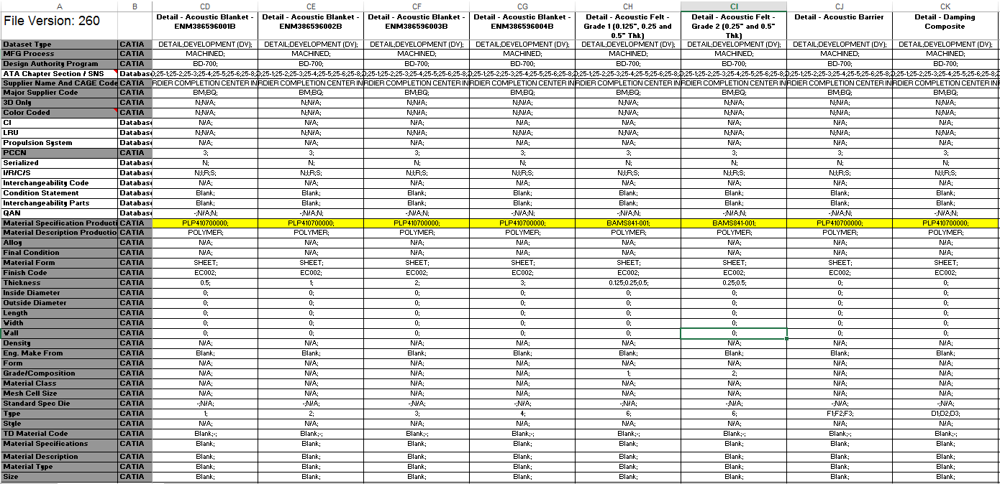 A B CD CE CF CG CH CI CJ CK
File Version: 260
Detail - Acoustic Blanket - ENM386596001B
Detail - Acoustic Blanket - ENM386596002B
Detail - Acoustic Blanket - ENM386596003B
Detail - Acoustic Blanket - ENM386596004B
Detail - Acoustic Felt - Grade 1 (0.125", 0.25 and 0.5" Thk)
Detail - Acoustic Felt - Grade 2 (0.25" and 0.5" Thk)
Detail - Acoustic Barrier
Detail - Damping Composite
Dataset Type CATIA DETAIL;DEVELOPMENT (DV); DETAIL;DEVELOPMENT (DV); DETAIL;DEVELOPMENT (DV); DETAIL;DEVELOPMENT (DV); DETAIL;DEVELOPMENT (DV); DETAIL;DEVELOPMENT (DV); DETAIL;DEVELOPMENT (DV); DETAIL;DEVELOPMENT (DV);
MFG Process CATIA MACHINED; MACHINED; MACHINED; MACHINED; MACHINED; MACHINED; MACHINED; MACHINED;
Design Authority Program CATIA BD-700; BD-700; BD-700; BD-700; BD-700; BD-700; BD-700; BD-700;
ATA Chapter Section / SNS Databas 0;25-1;25-2;25-3;25-4;25-5;25-6;25-8; 0;25-1;25-2;25-3;25-4;25-5;25-6;25-8; 0;25-1;25-2;25-3;25-4;25-5;25-6;25-8; 0;25-1;25-2;25-3;25-4;25-5;25-6;25-8; 0;25-1;25-2;25-3;25-4;25-5;25-6;25-8; 0;25-1;25-2;25-3;25-4;25-5;25-6;25-8; 0;25-1;25-2;25-3;25-4;25-5;25-6;25-8; 0;25-1;25-2;25-3;25-4;25-5;25-6;25-8;
Supplier Name And CAGE Code CATIA RDIER COMPLETION CENTER IN RDIER COMPLETION CENTER IN RDIER COMPLETION CENTER IN RDIER COMPLETION CENTER IN RDIER COMPLETION CENTER IN RDIER COMPLETION CENTER IN RDIER COMPLETION CENTER IN RDIER COMPLETION CENTER IN
Major Supplier Code CATIA BM;BQ; BM;BQ; BM;BQ; BM;BQ; BM;BQ; BM;BQ; BM;BQ; BM;BQ;
3D Only CATIA N;N/A; N;N/A; N;N/A; N;N/A; N;N/A; N;N/A; N;N/A; N;N/A;
Color Coded CATIA N;N/A; N;N/A; N;N/A; N;N/A; N;N/A; N;N/A; N;N/A; N;N/A;
CI Databas N/A; N/A; N/A; N/A; N/A; N/A; N/A; N/A;
LRU Databas N;N/A; N;N/A; N;N/A; N;N/A; N;N/A; N;N/A; N;N/A; N;N/A;
Propulsion System Databas N/A; N/A; N/A; N/A; N/A; N/A; N/A; N/A;
PCCN CATIA 3; 3; 3; 3; 3; 3; 3; 3;
Serialized Databas N; N; N; N; N; N; N; N;
I/R/C/S Databas N;I;R;S; N;I;R;S; N;I;R;S; N;I;R;S; N;I;R;S; N;I;R;S; N;I;R;S; N;I;R;S;
Interchangeability Code Databas N/A; N/A; N/A; N/A; N/A; N/A; N/A; N/A;
Condition Statement Databas Blank; Blank; Blank; Blank; Blank; Blank; Blank; Blank;
Interchangeability Parts Databas Blank; Blank; Blank; Blank; Blank; Blank; Blank; Blank;
QAN Databas -;N/A;N; -;N/A;N; -;N/A;N; -;N/A;N; -;N/A;N; -;N/A;N; -;N/A;N; -;N/A;N;
Material Specification Producti CATIA PLP410700000; PLP410700000; PLP410700000; PLP410700000; BAMS841-001; BAMS841-001; PLP410700000; PLP410700000;
Material Description Productio CATIA POLYMER; POLYMER; POLYMER; POLYMER; POLYMER; POLYMER; POLYMER; POLYMER;
Alloy CATIA N/A; N/A; N/A; N/A; N/A; N/A; N/A; N/A;
Final Condition CATIA N/A; N/A; N/A; N/A; N/A; N/A; N/A; N/A;
Material Form CATIA SHEET; SHEET; SHEET; SHEET; SHEET; SHEET; SHEET; SHEET;
Finish Code CATIA EC002; EC002; EC002; EC002; EC002; EC002; EC002; EC002;
Thickness CATIA 0.5; 1; 2; 3; 0.125;0.25;0.5; 0.25;0.5; 0; 0;
Inside Diameter CATIA 0; 0; 0; 0; 0; 0; 0; 0;
Outside Diameter CATIA 0; 0; 0; 0; 0; 0; 0; 0;
Length CATIA 0; 0; 0; 0; 0; 0; 0; 0;
Width CATIA 0; 0; 0; 0; 0; 0; 0; 0;
Wall CATIA 0; 0; 0; 0; 0; 0; 0; 0;
Density CATIA N/A; N/A; N/A; N/A; N/A; N/A; N/A; N/A;
Eng. Make From CATIA Blank; Blank; Blank; Blank; Blank; Blank; Blank; Blank;
Form CATIA N/A; N/A; N/A; N/A; N/A; N/A; N/A; N/A;
Grade/Composition CATIA N/A; N/A; N/A; N/A; 1; 2; N/A; N/A;
Material Class CATIA N/A; N/A; N/A; N/A; N/A; N/A; N/A; N/A;
Mesh Cell Size CATIA N/A; N/A; N/A; N/A; N/A; N/A; N/A; N/A;
Standard Spec Die CATIA -;N/A; -;N/A; -;N/A; -;N/A; -;N/A; -;N/A; -;N/A; -;N/A;
Type CATIA 1; 2; 3; 4; 6; 6; F1;F2;F3; D1;D2;D3;
Style CATIA N/A; N/A; N/A; N/A; N/A; N/A; N/A; N/A;
TD Material Code CATIA Blank;-; Blank;-; Blank;-; Blank;-; Blank;-; Blank;-; Blank;-; Blank;-;
Material Specifications CATIA Blank; Blank; Blank; Blank; Blank; Blank; Blank; Blank;
Material Description CATIA Blank; Blank; Blank; Blank; Blank; Blank; Blank; Blank;
Material Type CATIA Blank; Blank; Blank; Blank; Blank; Blank; Blank; Blank;
Size CATIA Blank; Blank; Blank; Blank; Blank; Blank; Blank; Blank;